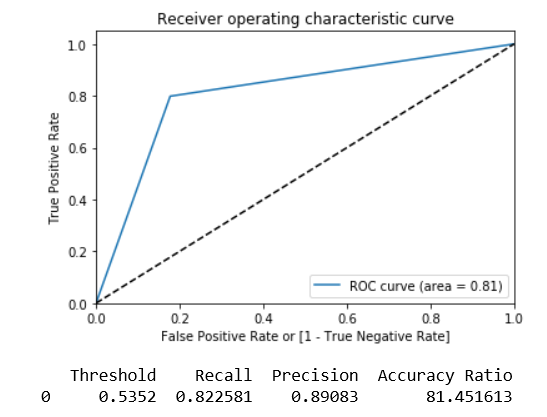 Receiver operating characteristic curve
1.0
0.8
0.6
0.4
0.2
0.0
True Positive Rate
ROC curve (area = 0.81)
0.0 0.2 0.4 0.6 0.8 1.0
False Positive Rate or [1 - True Negative Rate]
Threshold Recall Precision Accuracy Ratio
0 0.5352 0.822581 0.89083 81.451613